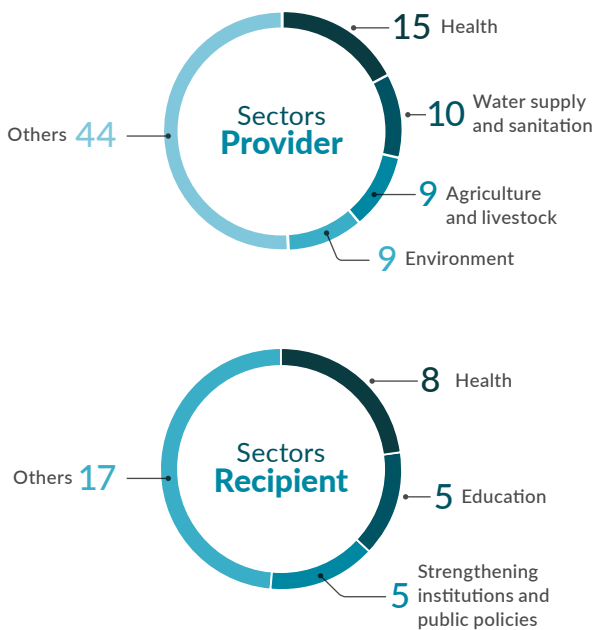 15 Health
Sectors
Provider
10 Water supply
and sanitation
Others 44
9 Agriculture
and livestock
9 Environment
8 Health
Sectors
Recipient
Others 17
5 Education
5 Strengthening
institutions and
public policies